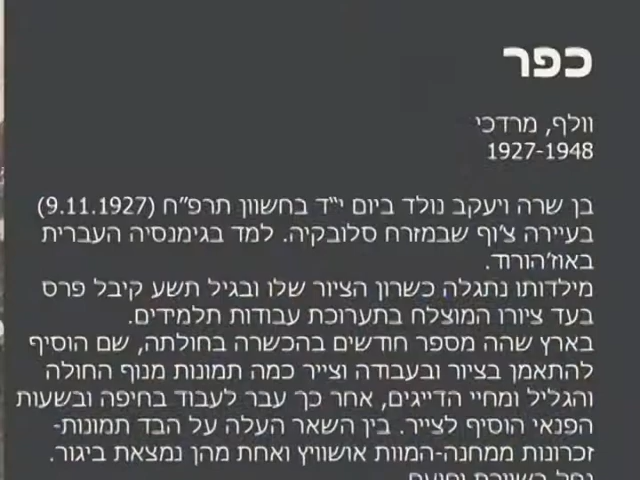 כפר
וולף, מרדכי
1927-1948
בן שרה ויעקב נולד ביום י״ד בחשוון תרפ״ח (9.11.1927)
בעיירה צ׳וף שבמזרח סלובקיה. למד בגימנסיה העברית
באוז׳הורוד.
מילדותו נתגלה כשרון הציור שלו ובגיל תשע קיבל פרס
בעד ציורו המוצלח בתערוכת עבודות תלמידים.
בארץ שהה מספר חודשים בהכשרה בחולתה, שם הוסיף
להתאמן בציור ובעבודה וצייר כמה תמונות מנוף החולה
והגליל ומחיי הדייגים, אחר כך עבר לעבוד בחיפה ובשעות
הפנאי הוסיף לצייר. בין השאר העלה על הבד תמונות-
זכרונות ממחנה-המוות אושוויץ ואחת מהן נמצאת ביגור.